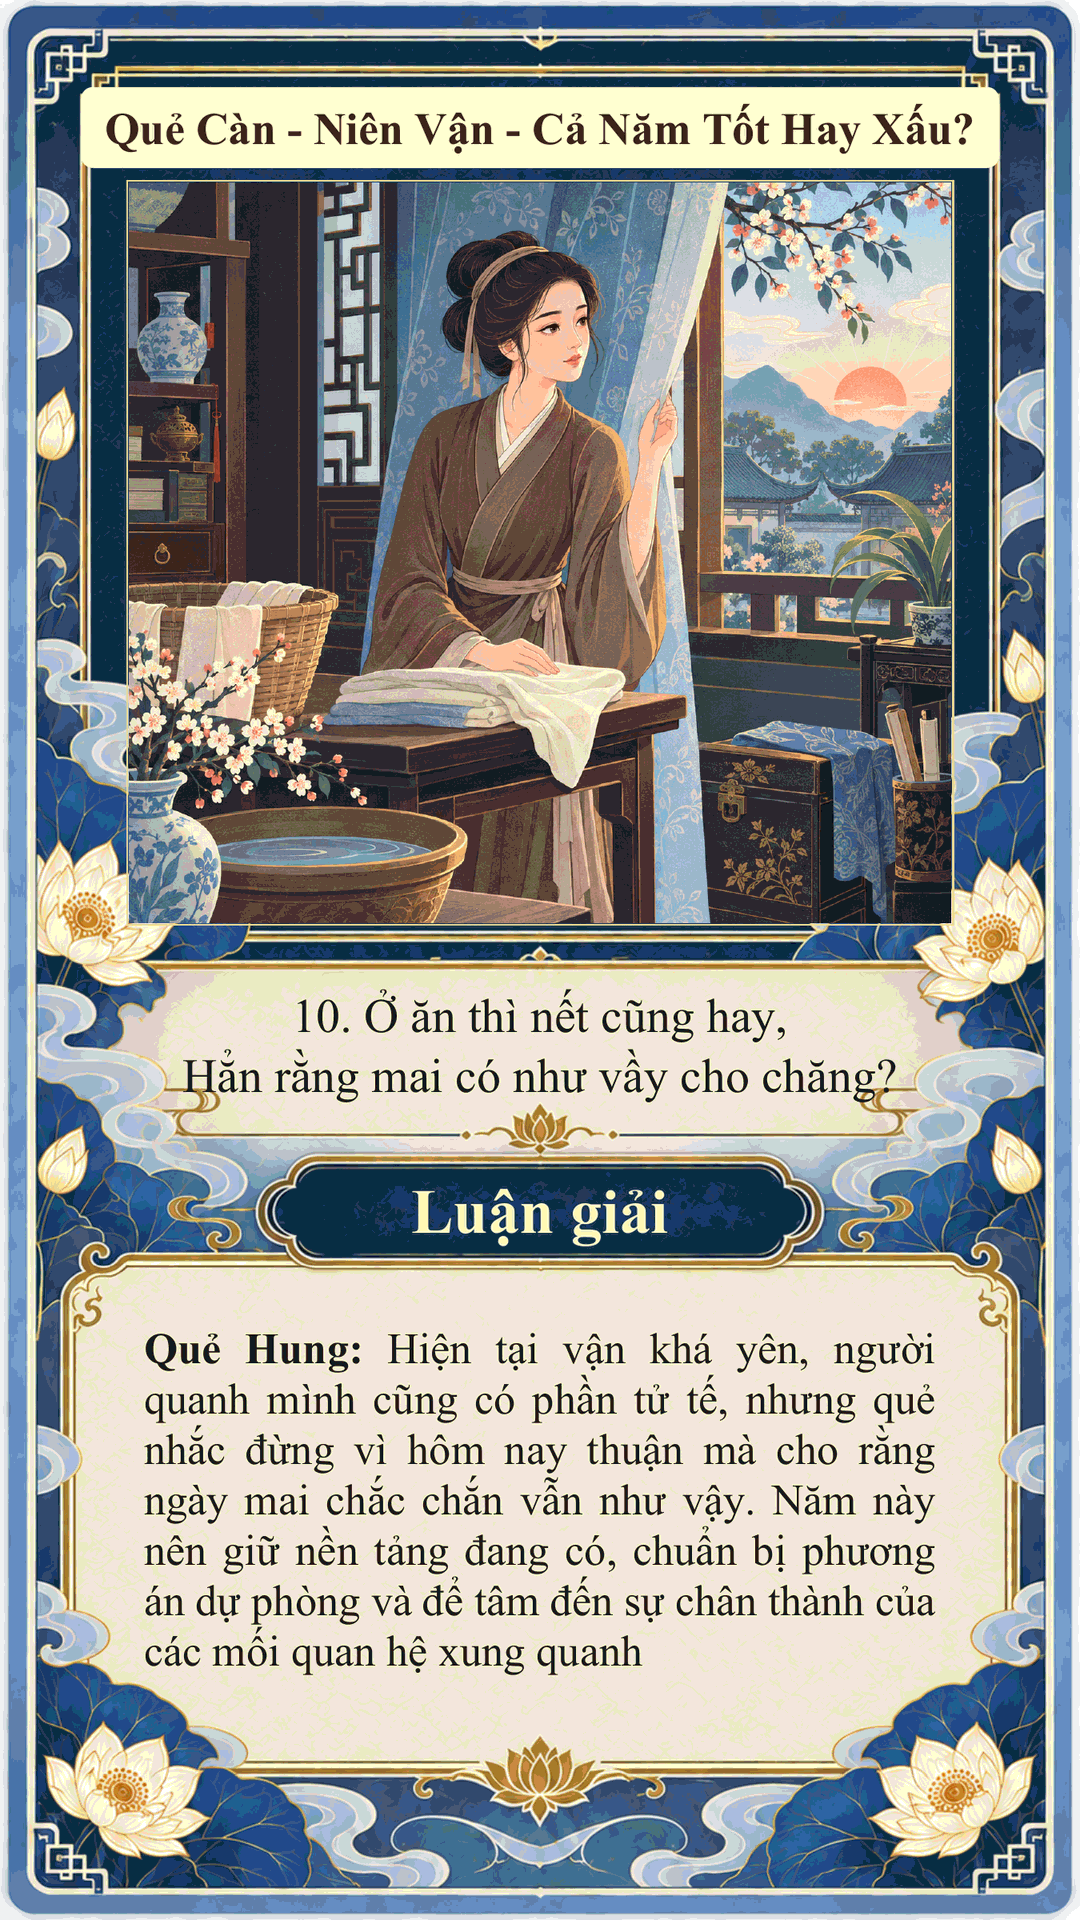 Quẻ Càn - Niên Vận - Cả Năm Tốt Hay Xấu?
10. Ở ăn thì nết cũng hay,
Hẳn rằng mai có như vầy cho chăng?
Luận giải
Quẻ Hung: Hiện tại vận khá yên, người
quanh mình cũng có phần tử tế, nhưng quẻ
nhắc đừng vì hôm nay thuận mà cho rằng
ngày mai chắc chắn vẫn như vậy. Năm này
nên giữ nền tảng đang có, chuẩn bị phương
án dự phòng và để tâm đến sự chân thành của
các mối quan hệ xung quanh